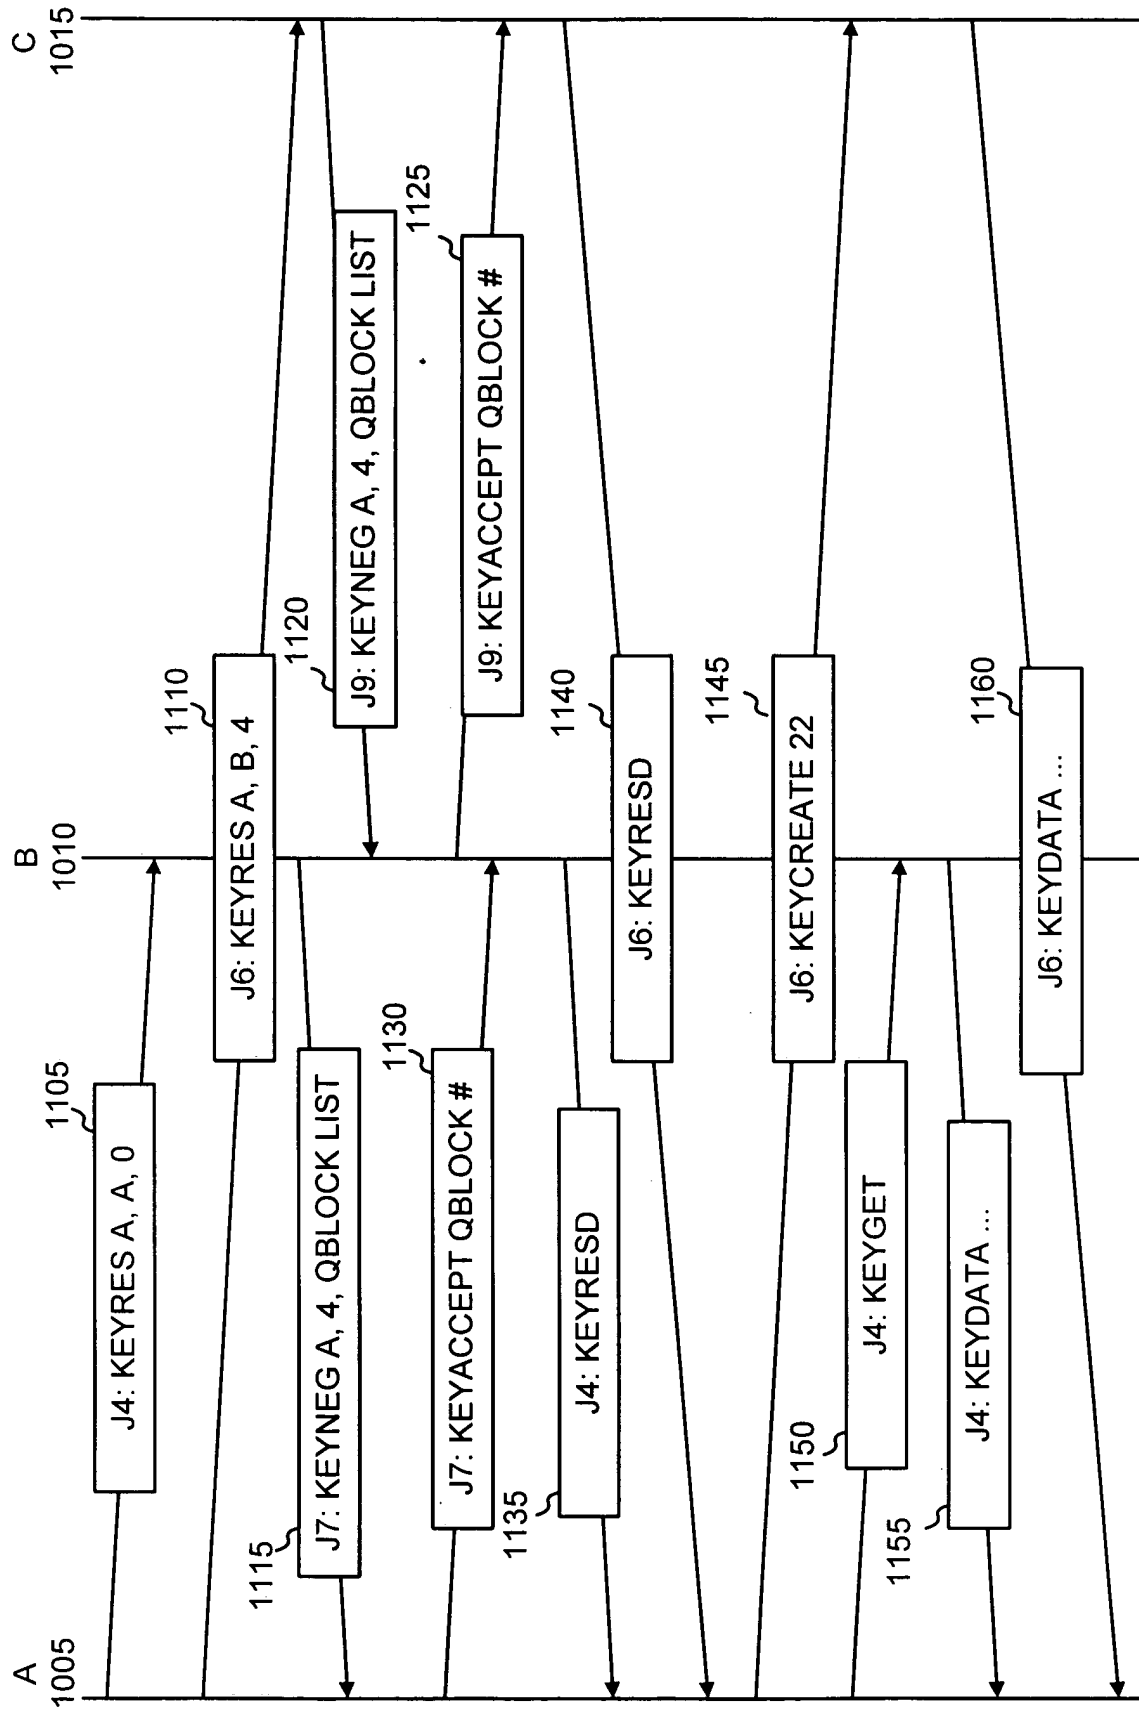 A
1005
B
1010
C
1015
1105
J4: KEYRES A, A, 0
1110
J6: KEYRES A, B, 4
1115
J7: KEYNEG A, 4, QBLOCK LIST
1120
J9: KEYNEG A, 4, QBLOCK LIST
1125
J9: KEYACCEPT QBLOCK #
1130
J7: KEYACCEPT QBLOCK #
1135
J4: KEYRESD
1140
J6: KEYRESD
1145
J6: KEYCREATE 22
1150
J4: KEYGET
1155
J4: KEYDATA ...
1160
J6: KEYDATA ...